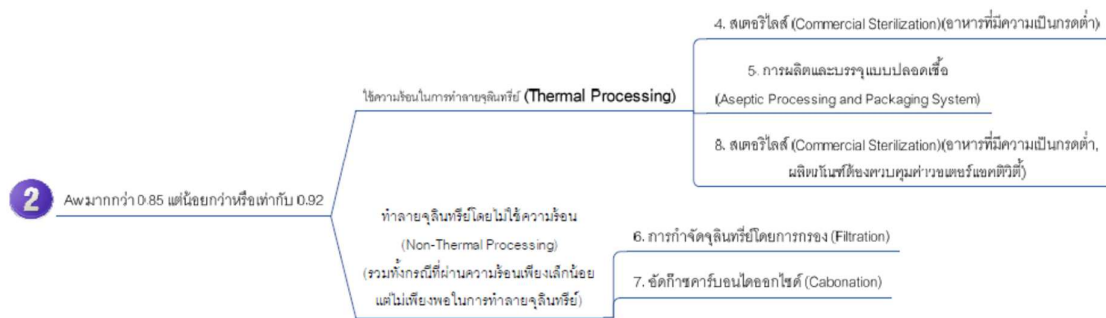 4. สเตอริไลส์ (Commercial Sterilization)(อาหารที่มีความเป็นกรดต่ำ)
5. การผลิตและบรรจุแบบปลอดเชื้อ
(Aseptic Processing and Packaging System)
ใช้ความร้อนในการทำลายจุลินทรีย์ (Thermal Processing)
8. สเตอริไลส์ (Commercial Sterilization)(อาหารที่มีความเป็นกรดต่ำ,
ผลิตภัณฑ์ต้องควบคุมค่าวอเตอร์แอคติวิตี้)
2
Aw มากกว่า 0.85 แต่น้อยกว่าหรือเท่ากับ 0.92
ทำลายจุลินทรีย์โดยไม่ใช้ความร้อน
(Non-Thermal Processing)
(รวมทั้งกรณีที่ผ่านความร้อนเพียงเล็กน้อย
แต่ไม่เพียงพอในการทำลายจุลินทรีย์)
6. การกำจัดจุลินทรีย์โดยการกรอง (Filtration)
7. อัดก๊าซคาร์บอนไดออกไซด์ (Cabonation)